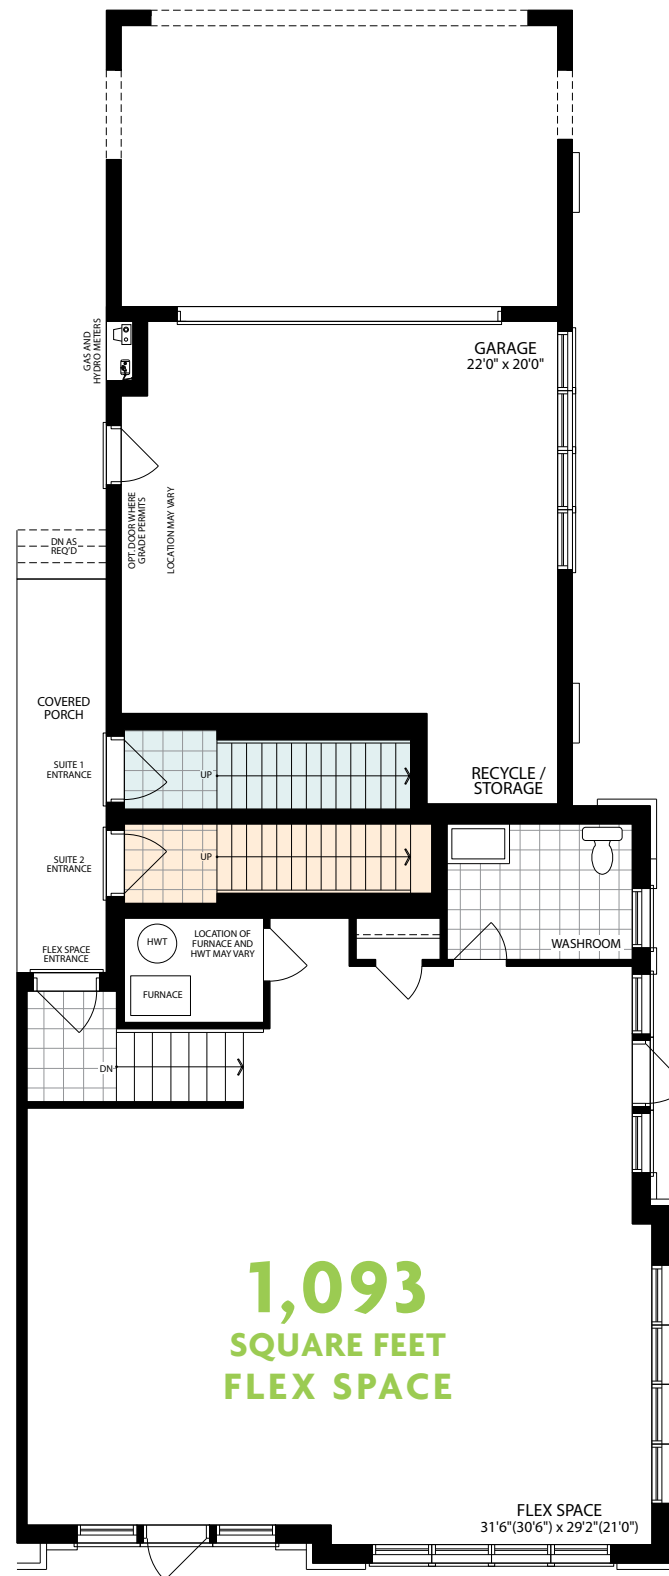 GAS AND
HYDRO METERS
GARAGE
22'0" x 20'0"
OPT. DOOR WHERE
GRADE PERMITS
LOCATION MAY VARY
DN AS
REQ'D
COVERED
PORCH
SUITE 1
ENTRANCE
UP
RECYCLE /
STORAGE
SUITE 2
ENTRANCE
UP
FLEX SPACE
ENTRANCE
HWT
LOCATION OF
FURNACE AND
HWT MAY VARY
WASHROOM
FURNACE
DN
1,093
SQUARE FEET
FLEX SPACE
FLEX SPACE
31'6"(30'6") x 29'2"(21'0")